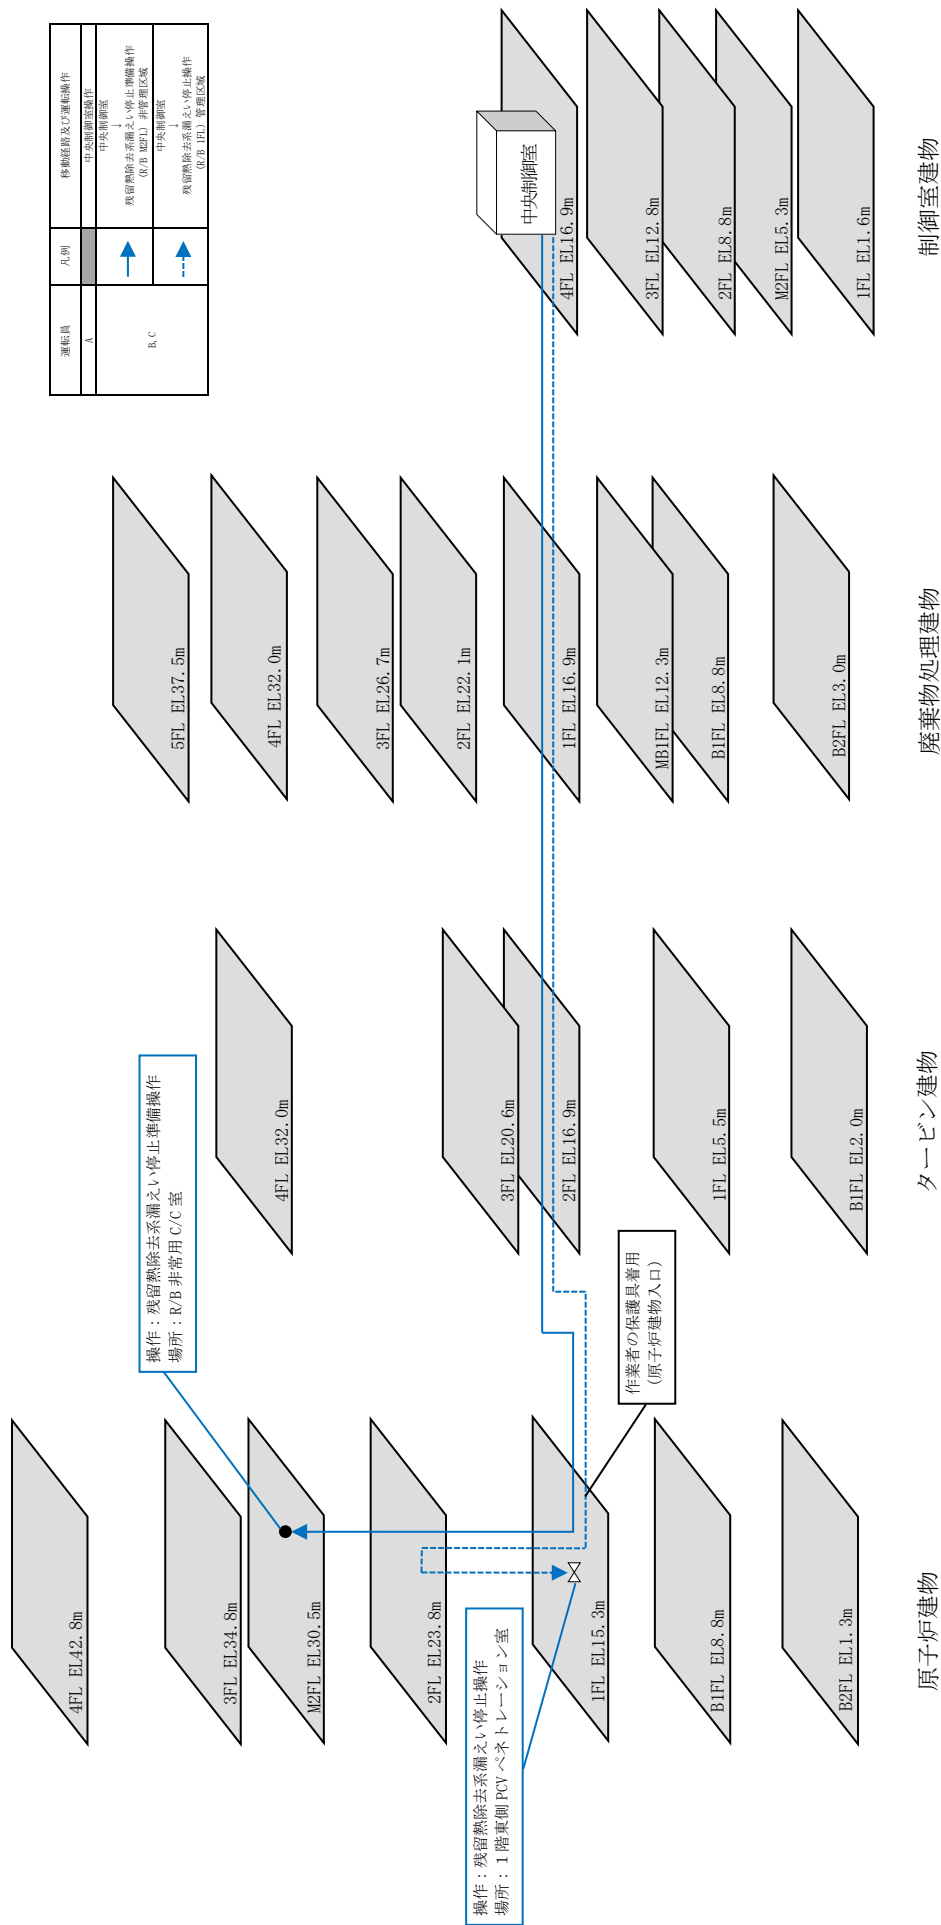 操作：残留熱除去系漏えい停止操作
場所：１階東側 PCV ペネトレーション室
操作：残留熱除去系漏えい停止準備操作
場所：R/B 非常用 C/C 室
作業者の保護具着用
（原子炉建物入口）
4FL EL42.8m
3FL EL34.8m
M2FL EL30.5m
2FL EL23.8m
1FL EL15.3m
B1FL EL8.8m
B2FL EL1.3m
原子炉建物
4FL EL32.0m
3FL EL20.6m
2FL EL16.9m
1FL EL5.5m
B1FL EL2.0m
タービン建物
5FL EL37.5m
4FL EL32.0m
3FL EL26.7m
2FL EL22.1m
1FL EL16.9m
MB1FL EL12.3m
B1FL EL8.8m
B2FL EL3.0m
廃棄物処理建物
中央制御室
4FL EL16.9m
3FL EL12.8m
2FL EL8.8m
M2FL EL5.3m
1FL EL1.6m
制御室建物
運転員 凡例 移動経路及び運転操作
A 中央制御室操作
B,C
中央制御室
↓
残留熱除去系漏えい停止準備操作
（R/B M2FL）非管理区域
中央制御室
↓
残留熱除去系漏えい停止操作
（R/B 1FL）管理区域